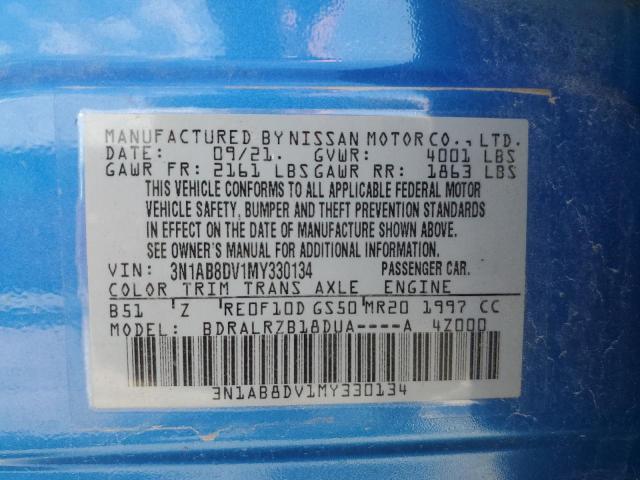 MANUFACTURED BY NISSAN MOTOR CO., LTD.
DATE: 09/21. GVWR: 4001 LBS
GAWR FR: 2161 LBS GAWR RR: 1863 LBS
THIS VEHICLE CONFORMS TO ALL APPLICABLE FEDERAL MOTOR
VEHICLE SAFETY, BUMPER AND THEFT PREVENTION STANDARDS
IN EFFECT ON THE DATE OF MANUFACTURE SHOWN ABOVE.
SEE OWNER'S MANUAL FOR ADDITIONAL INFORMATION.
VIN: 3N1AB8DV1MY330134 PASSENGER CAR.
COLOR TRIM TRANS AXLE ENGINE
B51 Z RE0F10D GS50 MR20 1997 CC
MODEL: BDRALRZB18DUA----A 4Z000
3N1AB8DV1MY330134